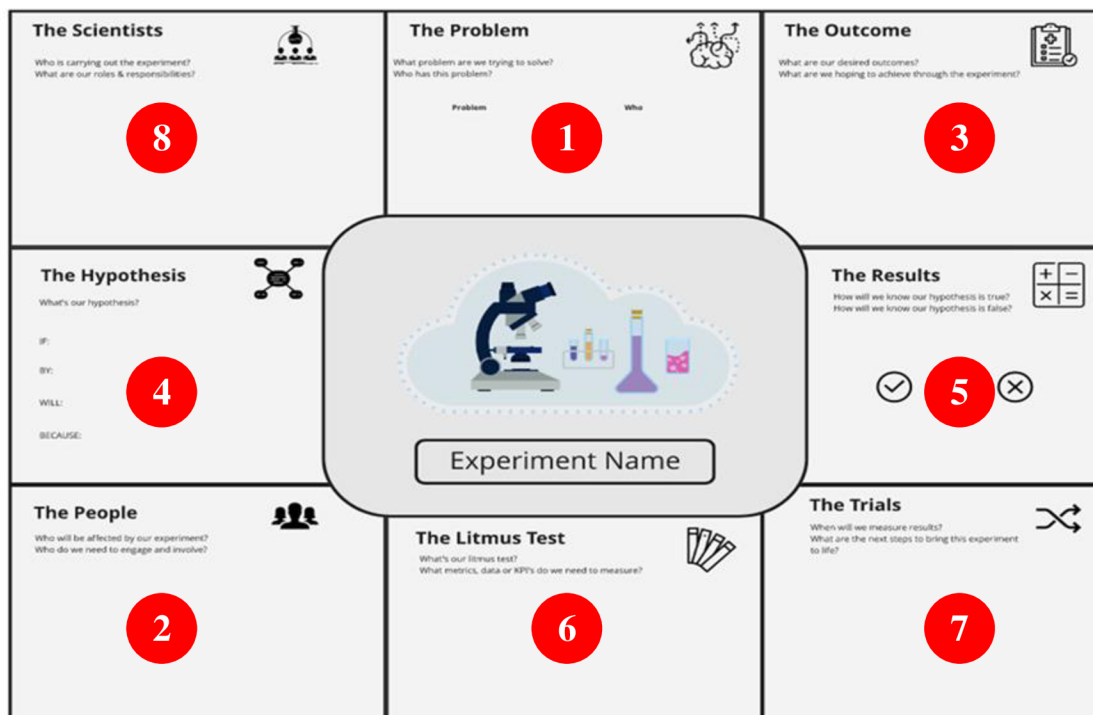 The Scientists
Who is carrying out the experiment?
What are our roles & responsibilities?
8
The Problem
What problem are we trying to solve?
Who has this problem?
Problem
Who
1
The Outcome
What are our desired outcomes?
What are we hoping to achieve through the experiment?
3
The Hypothesis
What's our hypothesis?
IF:
BY:
WILL:
BECAUSE:
4
Experiment Name
The Results
How will we know our hypothesis is true?
How will we know our hypothesis is false?
5
The People
Who will be affected by our experiment?
Who do we need to engage and involve?
2
The Litmus Test
What's our litmus test?
What metrics, data or KPI's do we need to measure?
6
The Trials
When will we measure results?
What are the next steps to bring this experiment
to life?
7